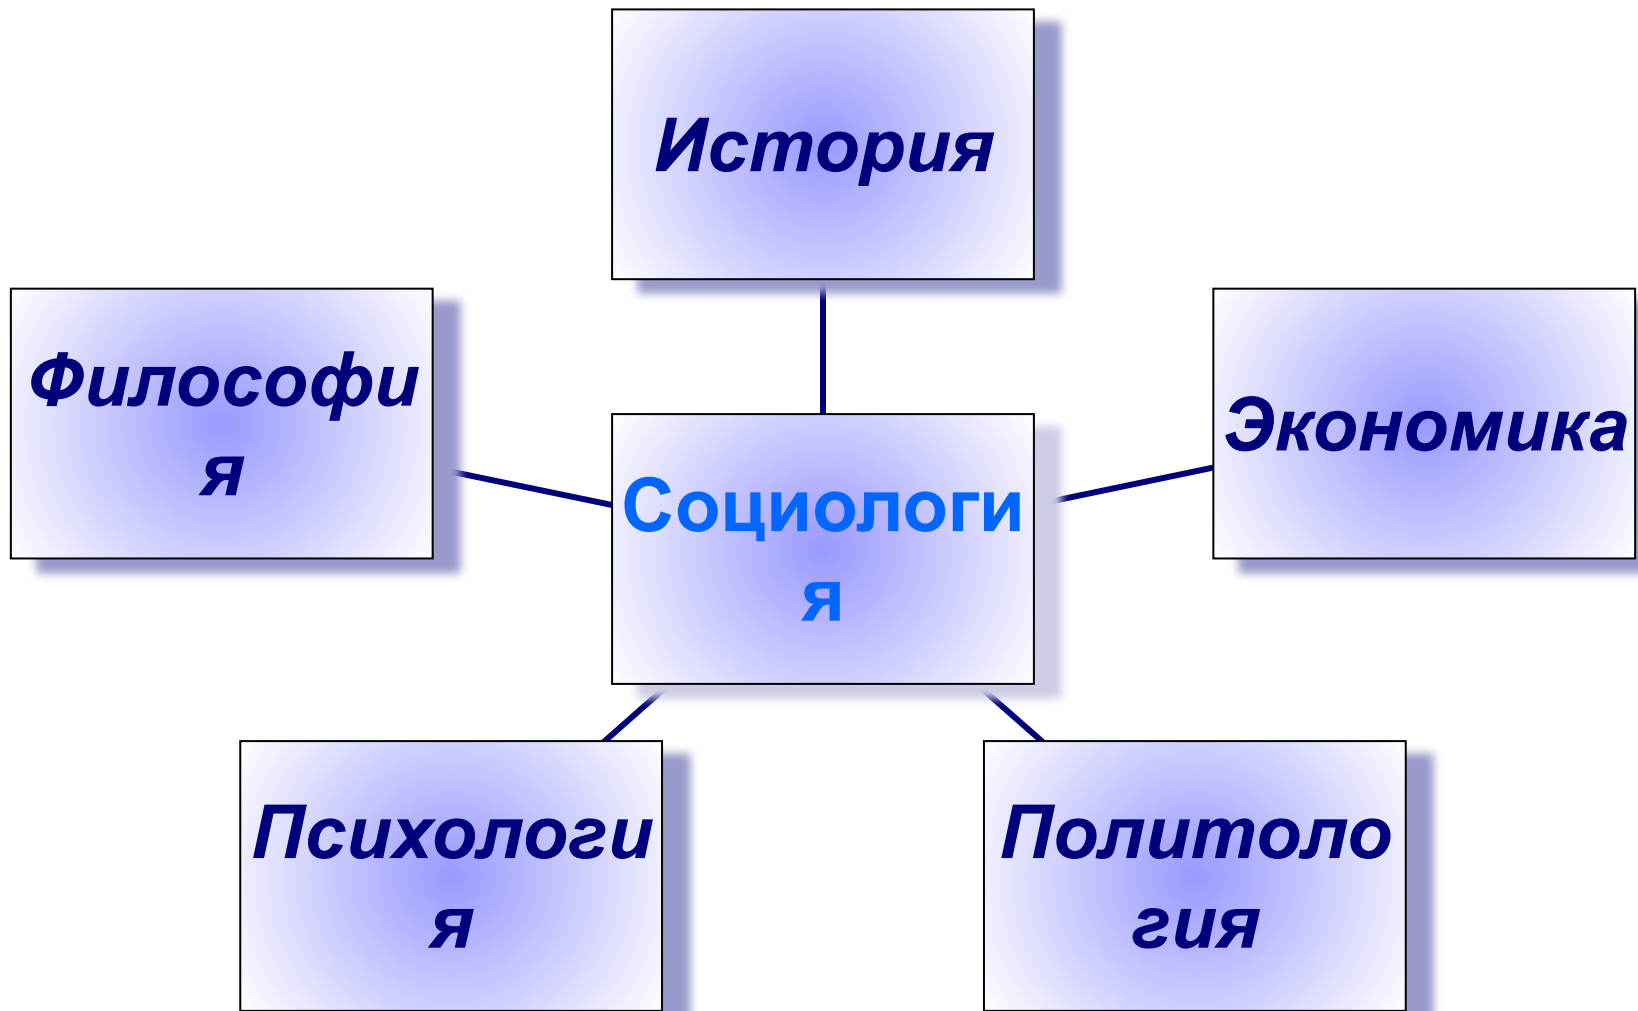 История
Философи
я
Экономика
Социологи
я
Психологи
я
Политоло
гия